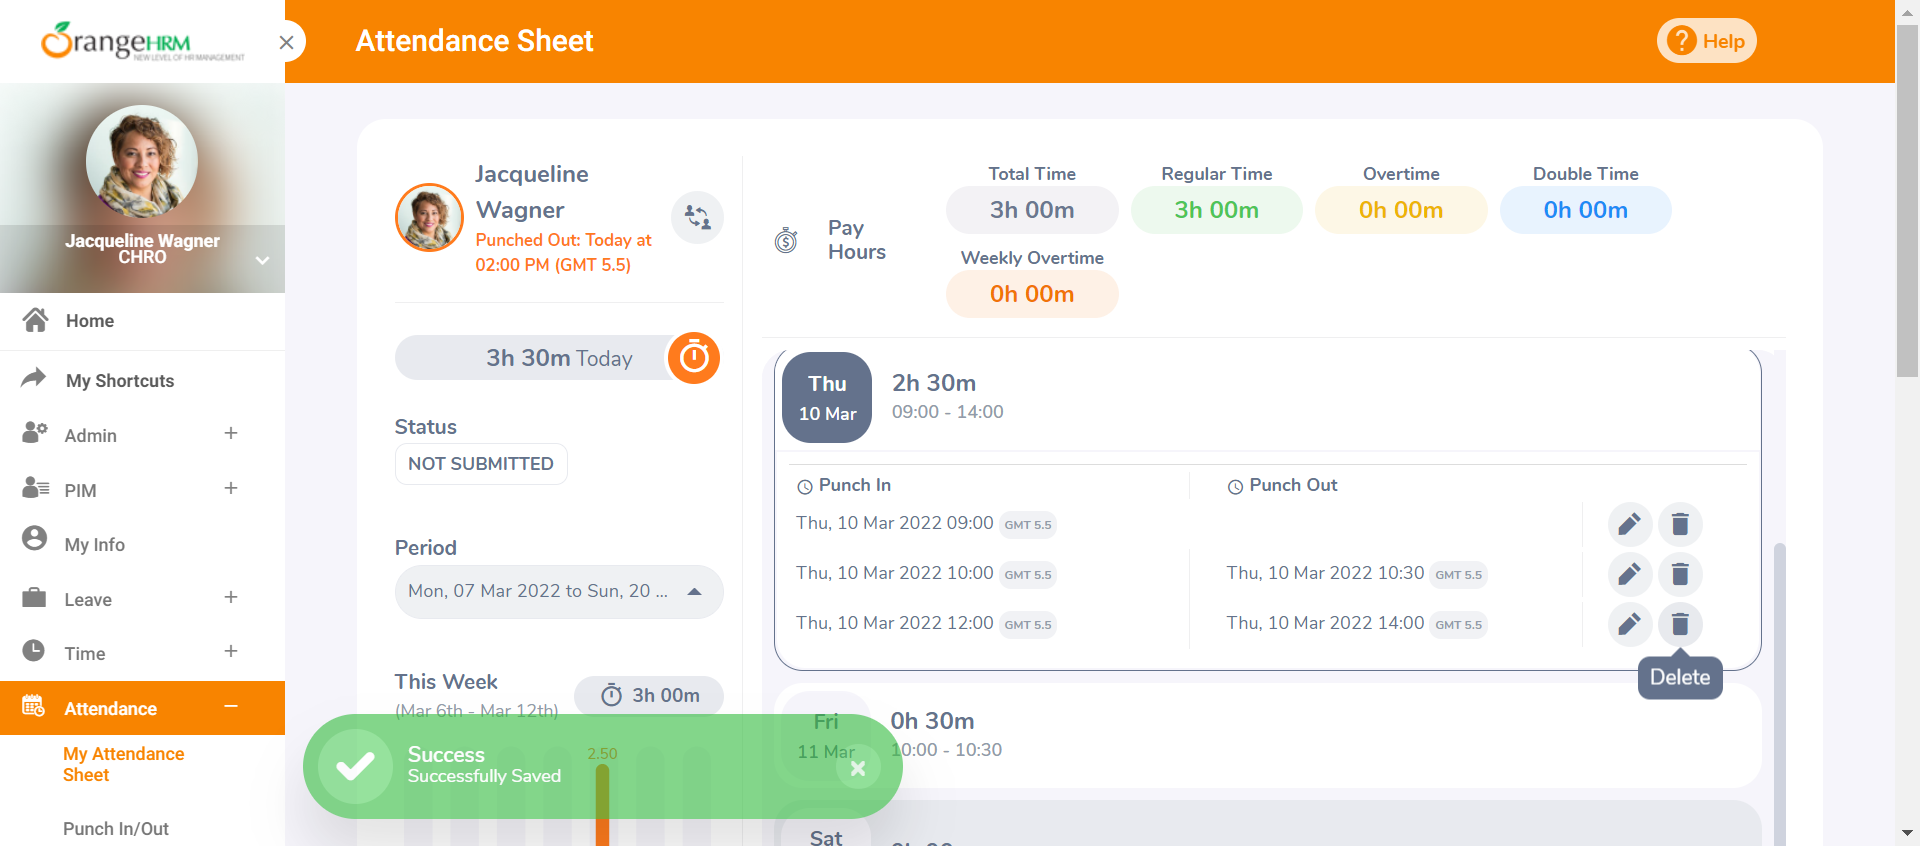 OrangeHRM
NEW LEVEL OF HR MANAGEMENT
Attendance Sheet
Help
Jacqueline Wagner
CHRO
Home
My Shortcuts
Admin
PIM
My Info
Leave
Time
Attendance
My Attendance
Sheet
Punch In/Out
Jacqueline
Wagner
Punched Out: Today at
02:00 PM (GMT 5.5)
3h 30m Today
Status
NOT SUBMITTED
Period
Mon, 07 Mar 2022 to Sun, 20 ...
This Week
(Mar 6th - Mar 12th)
3h 00m
2.50
Success
Successfully Saved
Pay
Hours
Total Time
3h 00m
Regular Time
3h 00m
Overtime
0h 00m
Double Time
0h 00m
Weekly Overtime
0h 00m
Thu
10 Mar
2h 30m
09:00 - 14:00
Punch In
Punch Out
Thu, 10 Mar 2022 09:00 GMT 5.5
Thu, 10 Mar 2022 10:00 GMT 5.5
Thu, 10 Mar 2022 10:30 GMT 5.5
Thu, 10 Mar 2022 12:00 GMT 5.5
Thu, 10 Mar 2022 14:00 GMT 5.5
Delete
Fri
11 Mar
0h 30m
10:00 - 10:30
Sat